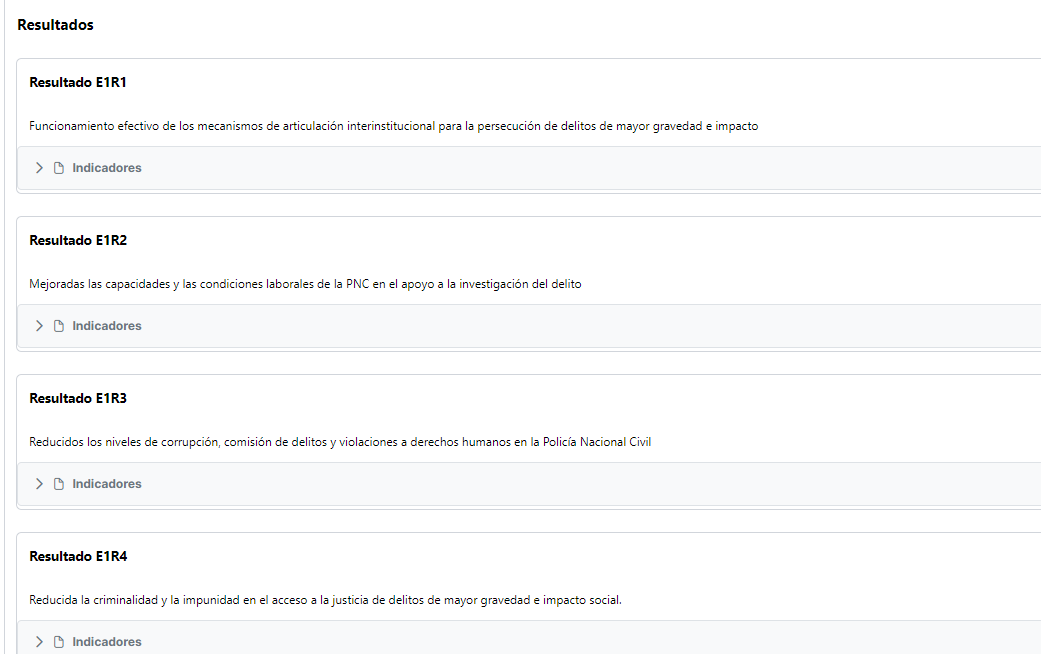 Resultados
Resultado E1R1
Funcionamiento efectivo de los mecanismos de articulación interinstitucional para la persecución de delitos de mayor gravedad e impacto
Indicadores
Resultado E1R2
Mejoradas las capacidades y las condiciones laborales de la PNC en el apoyo a la investigación del delito
Indicadores
Resultado E1R3
Reducidos los niveles de corrupción, comisión de delitos y violaciones a derechos humanos en la Policía Nacional Civil
Indicadores
Resultado E1R4
Reducida la criminalidad y la impunidad en el acceso a la justicia de delitos de mayor gravedad e impacto social.
Indicadores